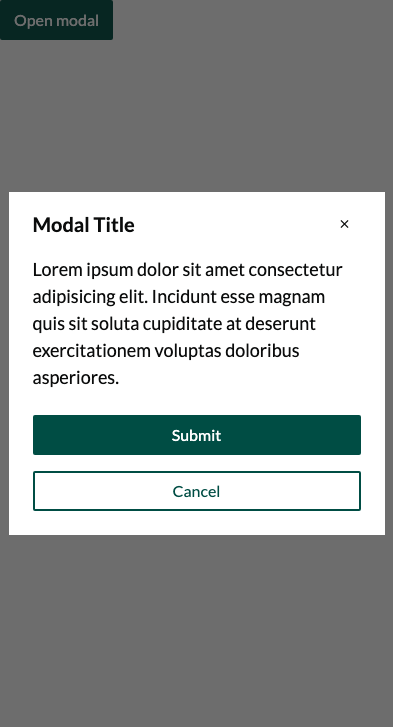 Open modal
Modal Title
×
Lorem ipsum dolor sit amet consectetur
adipisicing elit. Incidunt esse magnam
quis sit soluta cupiditate at deserunt
exercitationem voluptas doloribus
asperiores.
Submit
Cancel